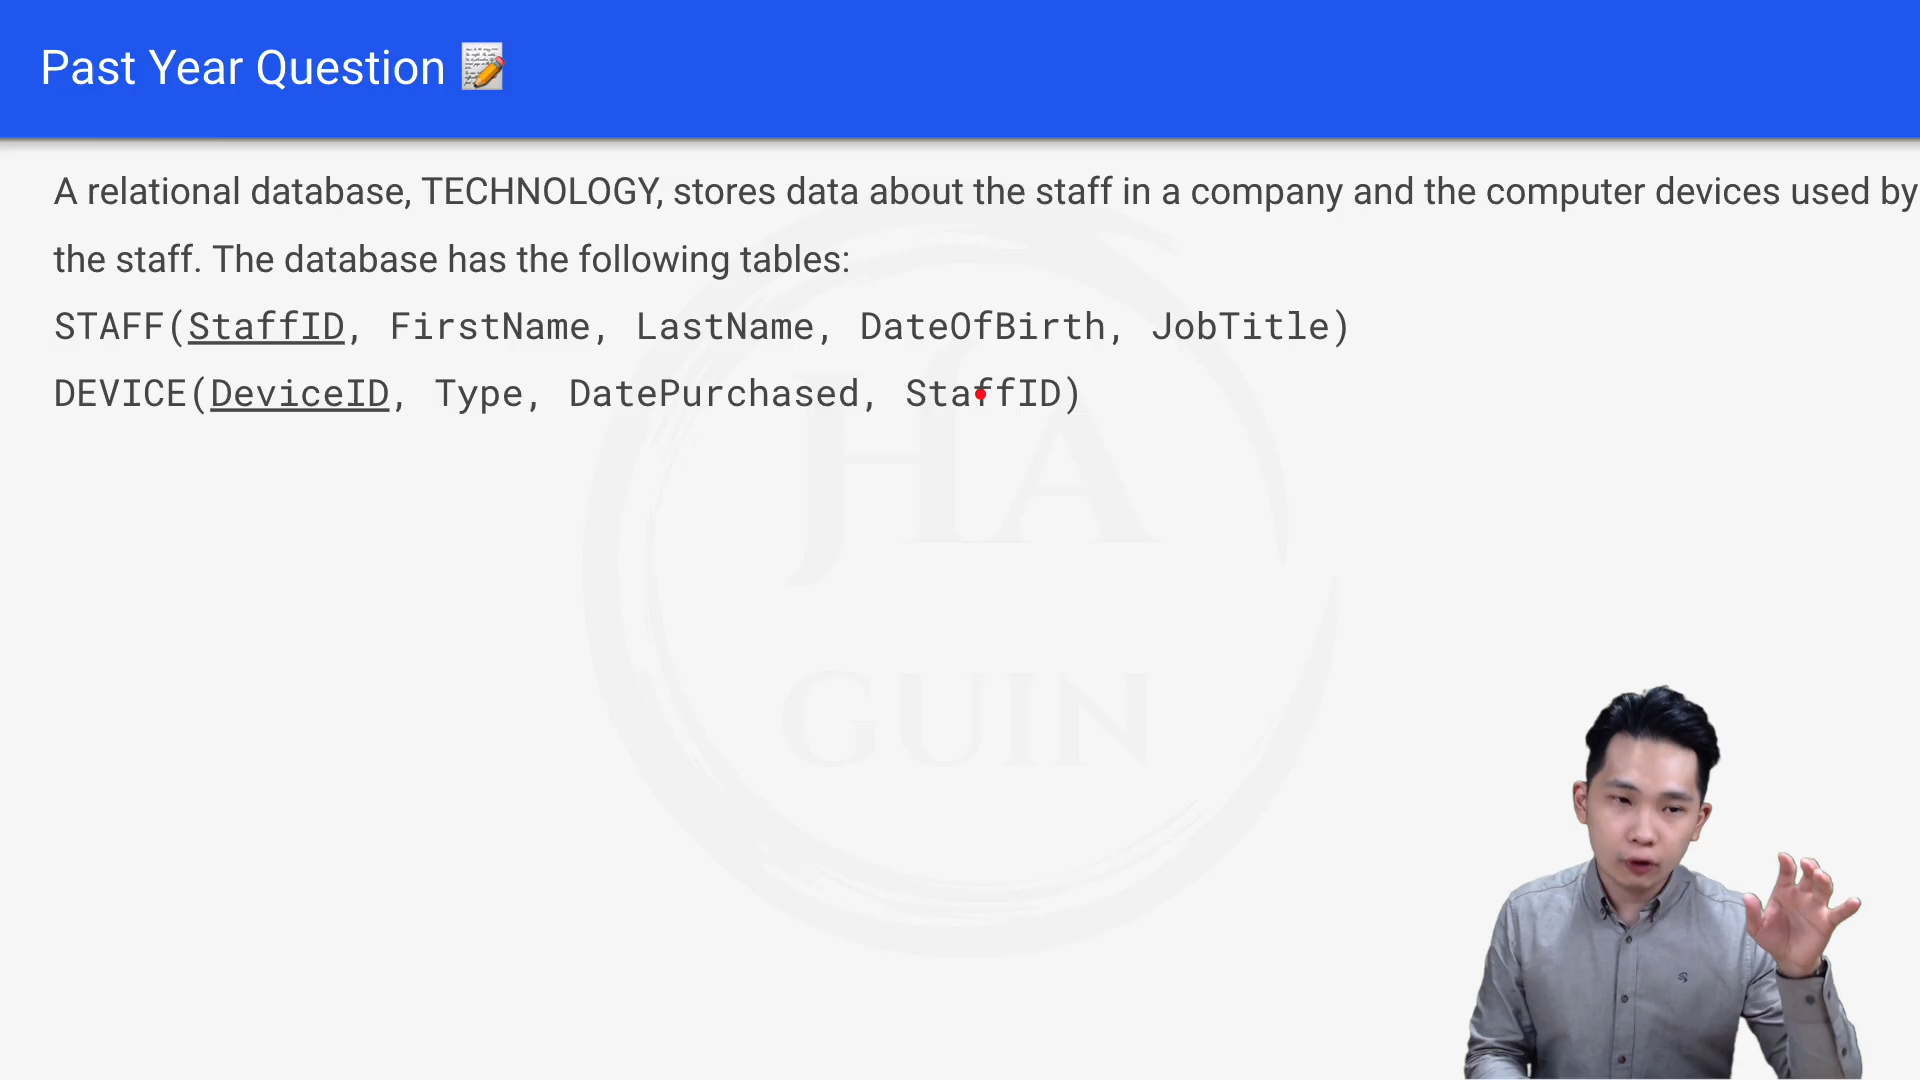 Past Year Question 📝
A relational database, TECHNOLOGY, stores data about the staff in a company and the computer devices used by
the staff. The database has the following tables:
STAFF(StaffID, FirstName, LastName, DateOfBirth, JobTitle)
DEVICE(DeviceID, Type, DatePurchased, StaffID)
JHA
GUIN